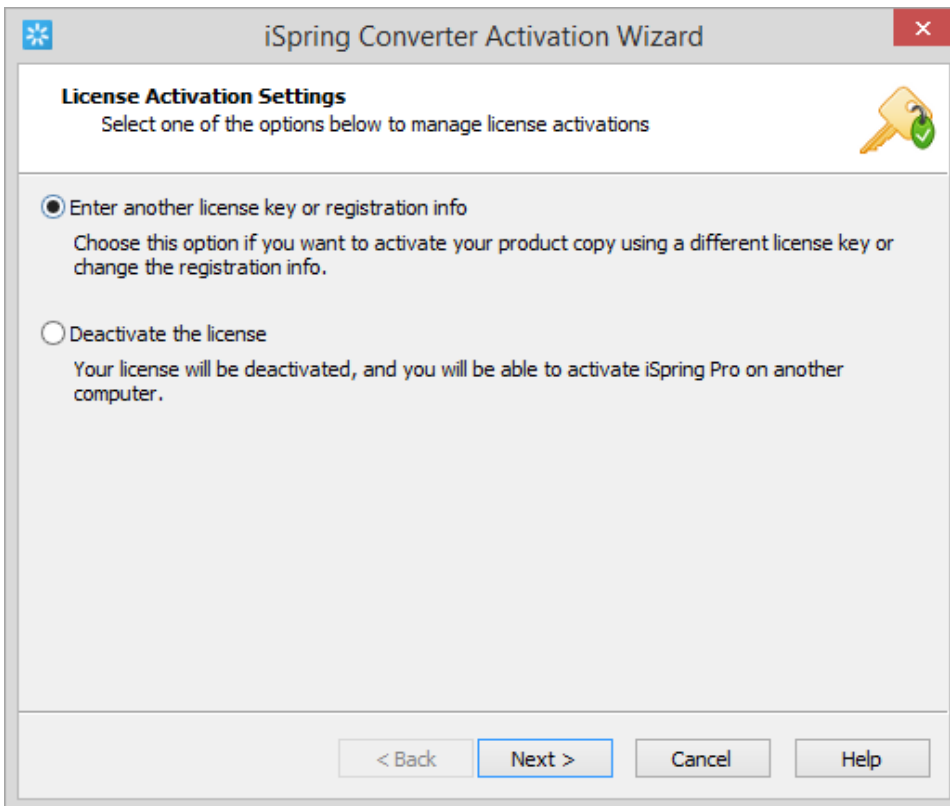 iSpring Converter Activation Wizard
License Activation Settings
Select one of the options below to manage license activations
Enter another license key or registration info
Choose this option if you want to activate your product copy using a different license key or
change the registration info.
Deactivate the license
Your license will be deactivated, and you will be able to activate iSpring Pro on another
computer.
< Back Next > Cancel Help